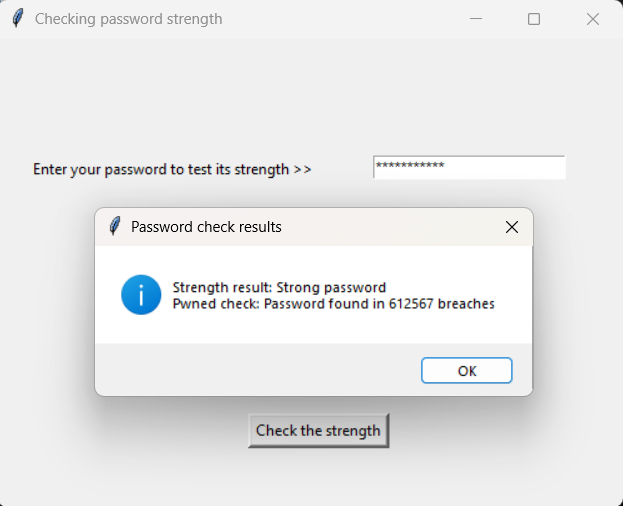 Checking password strength
Enter your password to test its strength >>
***********
Password check results
Strength result: Strong password
Pwned check: Password found in 612567 breaches
OK
Check the strength